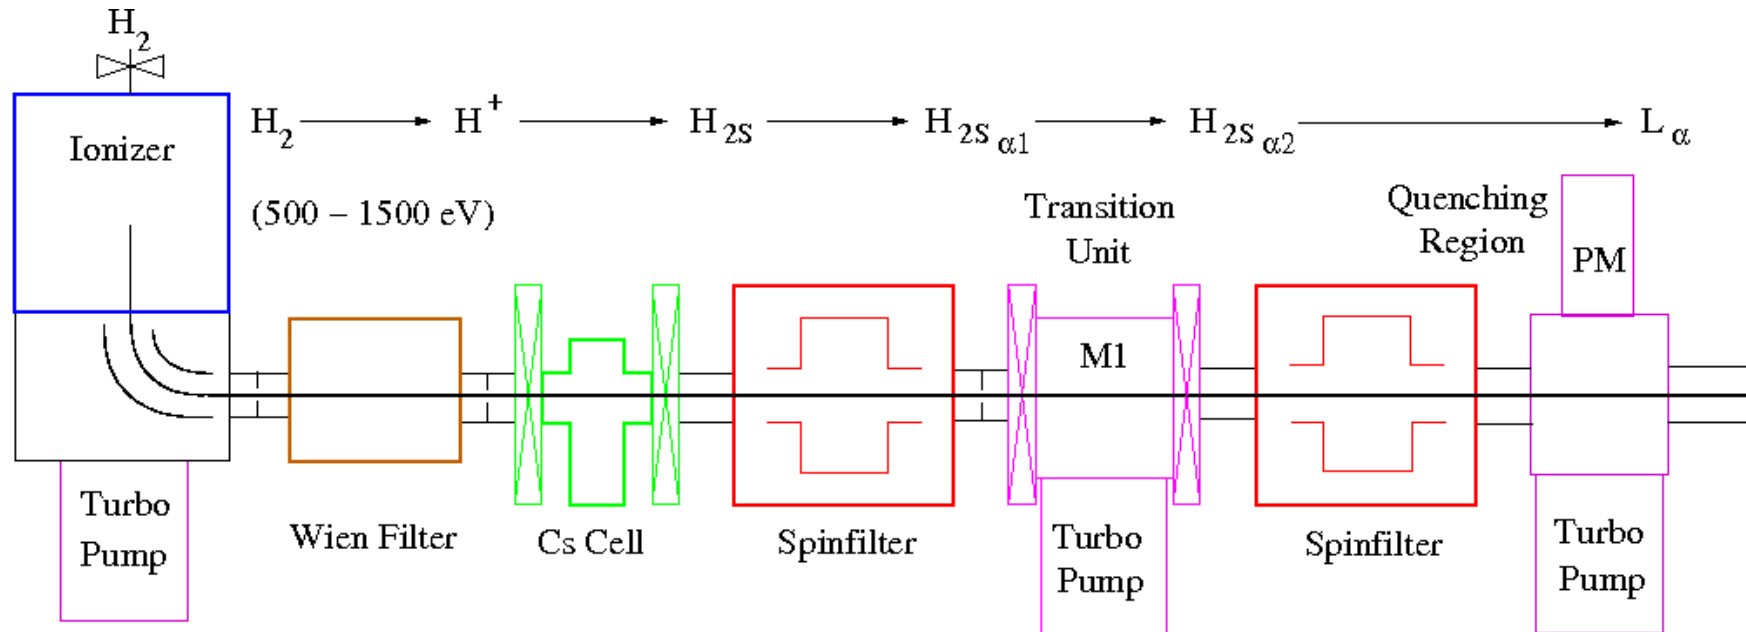 H₂
Ionizer
H₂ → H⁺ → H₂S → H₂S α1 → H₂S α2 → Lα
(500 – 1500 eV)
Transition
Unit
Quenching
Region
PM
M1
Turbo
Pump
Wien Filter
Cs Cell
Spinfilter
Turbo
Pump
Spinfilter
Turbo
Pump